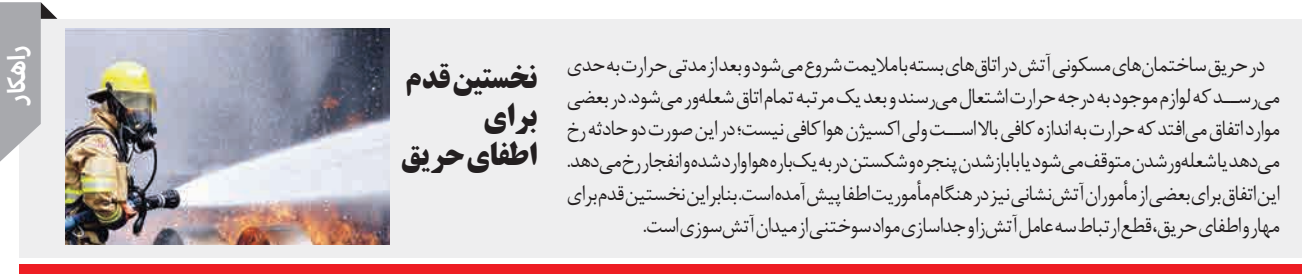 راهکار
نخستین قدم
برای
اطفای حریق
در حریق ساختمان‌های مسکونی آتش در اتاق‌های بسته با ملایمت شروع می‌شود و بعد از مدتی حرارت به حدی
می‌رسد که لوازم موجود به درجه حرارت اشتعال می‌رسند و بعد یک مرتبه تمام اتاق شعله‌ور می‌شود. در بعضی
موارد اتفاق می‌افتد که حرارت به اندازه کافی بالا است ولی اکسیژن هوا کافی نیست؛ در این صورت دو حادثه رخ
می‌دهد یا شعله‌ور شدن متوقف می‌شود یا با باز شدن پنجره و شکستن در به یک‌باره هوا وارد شده و انفجار رخ می‌دهد.
این اتفاق برای بعضی از مأموران آتش‌نشانی نیز در هنگام مأموریت اطفا پیش آمده است. بنابراین نخستین قدم برای
مهار و اطفای حریق، قطع ارتباط سه عامل آتش‌زا و جداسازی مواد سوختنی از میدان آتش‌سوزی است.